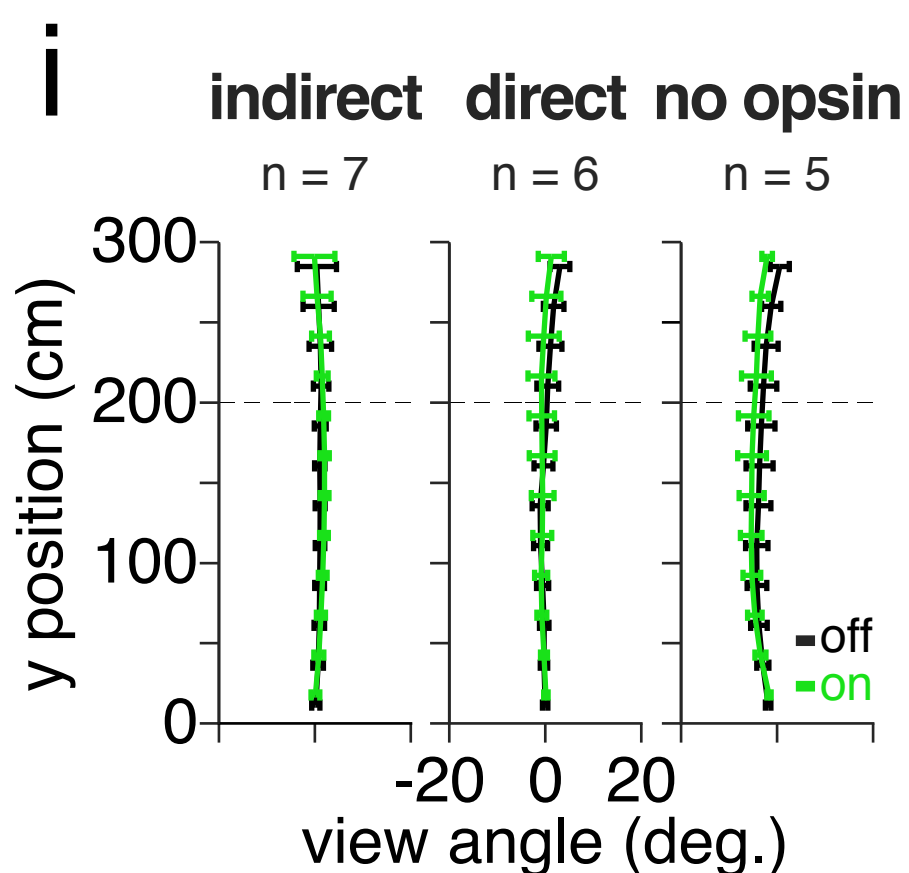 i
indirect direct no opsin
n = 7 n = 6 n = 5
y position (cm)
300
200
100
0
off
on
-20 0 20
view angle (deg.)